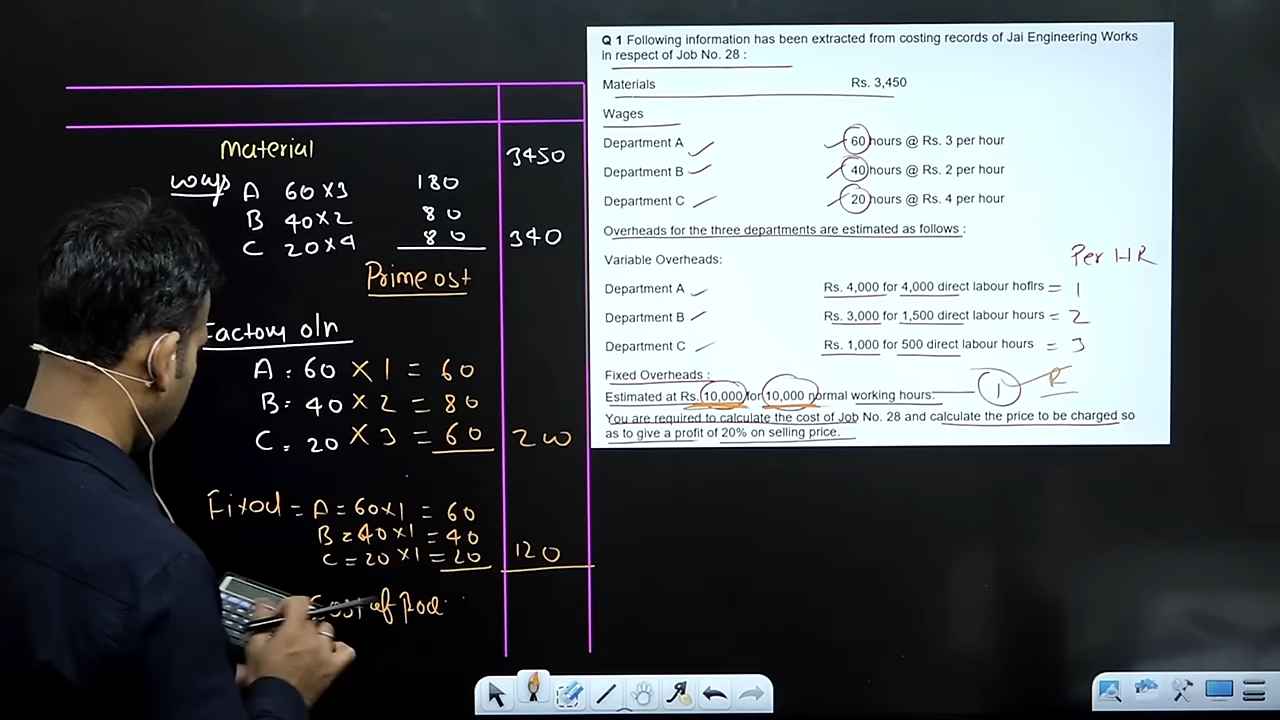 Q 1 Following information has been extracted from costing records of Jai Engineering Works
in respect of Job No. 28 :
Materials Rs. 3,450
Wages
Department A 60 hours @ Rs. 3 per hour
Department B 40 hours @ Rs. 2 per hour
Department C 20 hours @ Rs. 4 per hour
Overheads for the three departments are estimated as follows :
Variable Overheads: Per HR
Department A Rs. 4,000 for 4,000 direct labour hoflrs = 1
Department B Rs. 3,000 for 1,500 direct labour hours = 2
Department C Rs. 1,000 for 500 direct labour hours = 3
Fixed Overheads :
Estimated at Rs. 10,000 for 10,000 normal working hours. 1 R
You are required to calculate the cost of Job No. 28 and calculate the price to be charged so
as to give a profit of 20% on selling price.
Material 3450
Wages A 60 X 3 180
B 40 X 2 80
C 20 X 4 80 340
Prime ost
Factory o/h
A : 60 X 1 = 60
B = 40 X 2 = 80
C = 20 X 3 = 60 200
Fixed = A = 60 X 1 = 60
B = 40 X 1 = 40
C = 20 X 1 = 20 120
Cost of Pod